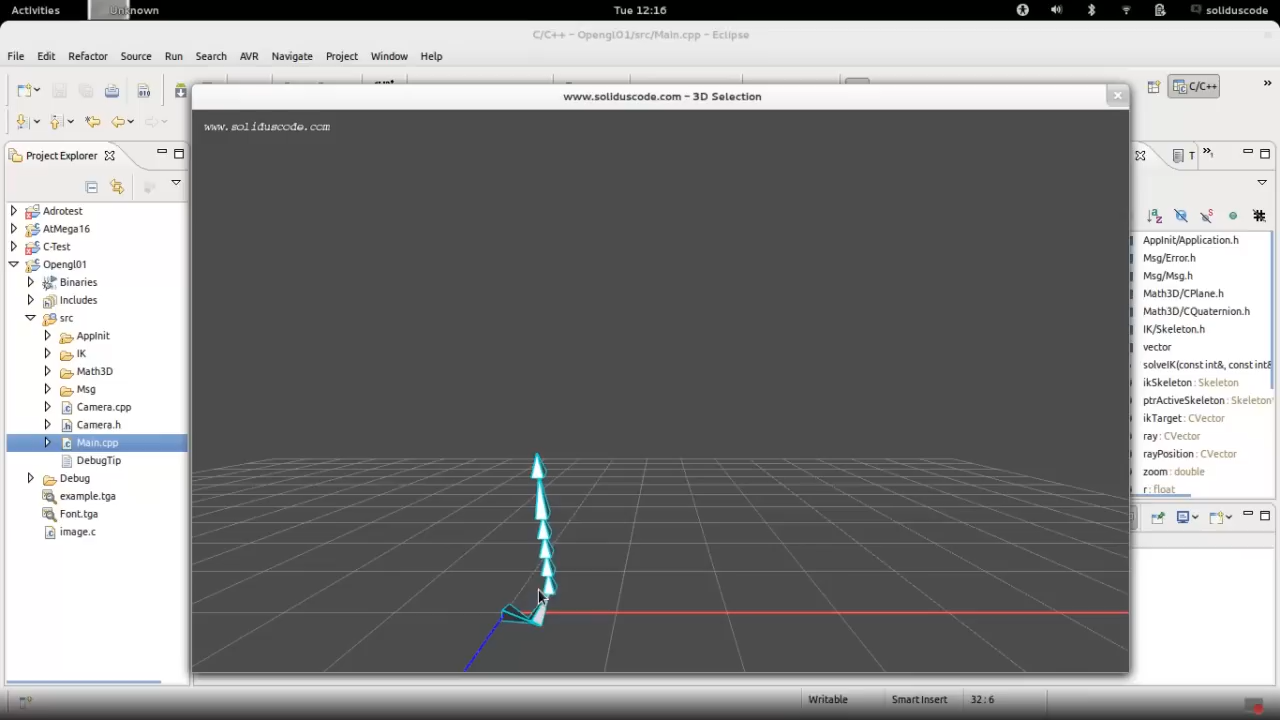 Activities
Unknown
Tue 12:16
soliduscode
C/C++ - Opengl01/src/Main.cpp - Eclipse
File Edit Refactor Source Run Search AVR Navigate Project Window Help
C/C++
www.soliduscode.com - 3D Selection
www.soliduscode.com
Project Explorer
T
Adrotest
AtMega16
C-Test
Opengl01
Binaries
Includes
src
AppInit
IK
Math3D
Msg
Camera.cpp
Camera.h
Main.cpp
DebugTip
Debug
example.tga
Font.tga
image.c
AppInit/Application.h
Msg/Error.h
Msg/Msg.h
Math3D/CPlane.h
Math3D/CQuaternion.h
IK/Skeleton.h
vector
solveIK(const int&, const int&
ikSkeleton : Skeleton
ptrActiveSkeleton : Skeleton
ikTarget : CVector
ray : CVector
rayPosition : CVector
zoom : double
r : float
Writable
Smart Insert
32 : 6